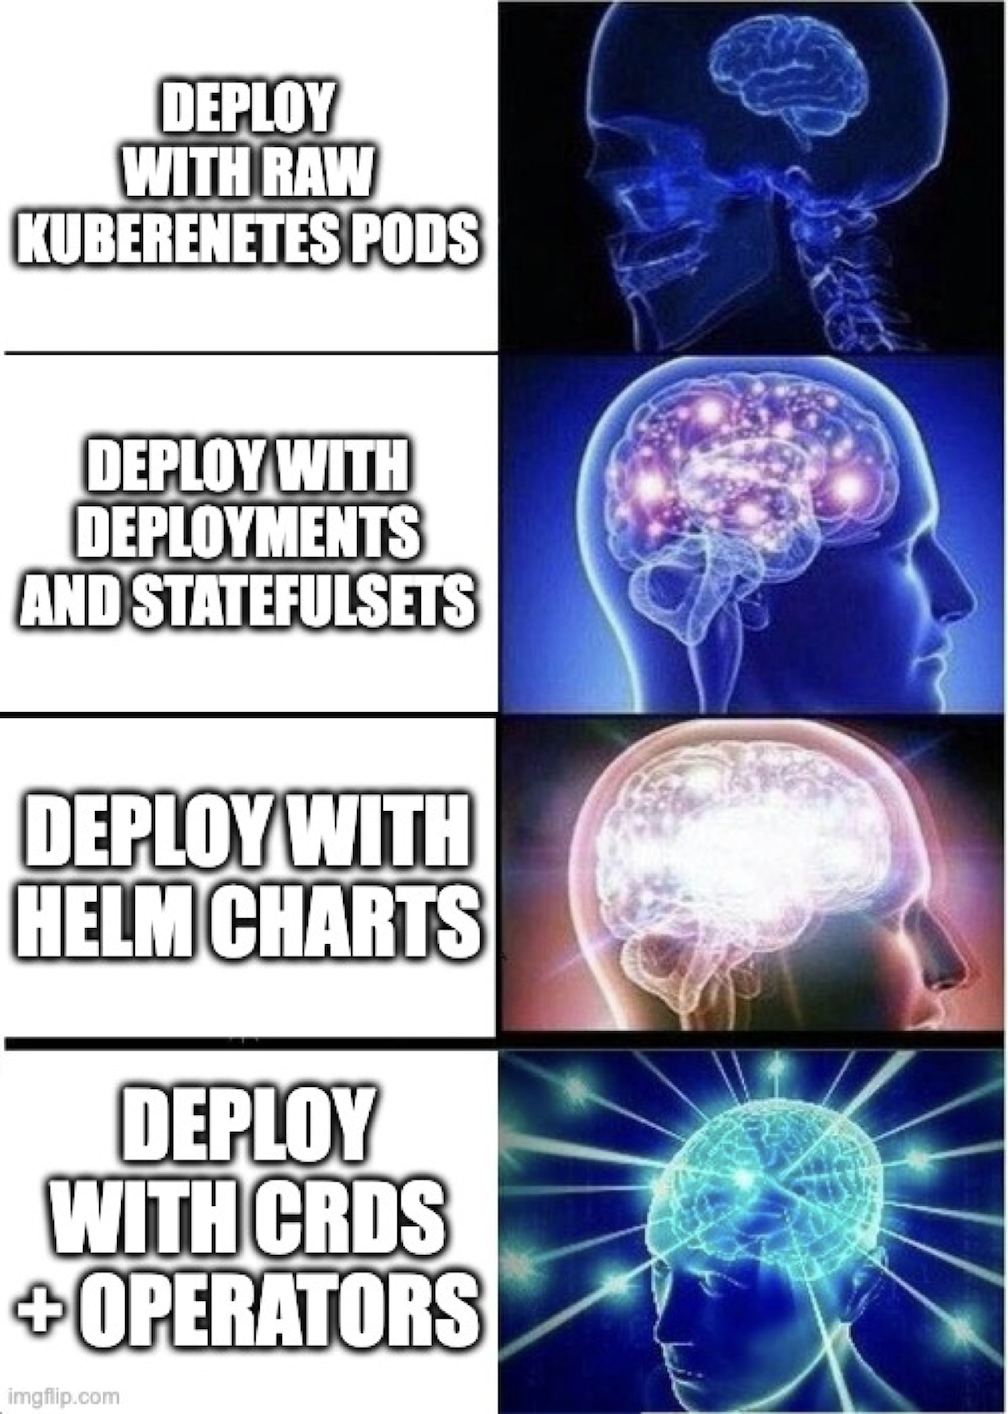 DEPLOY
WITH RAW
KUBERENETES PODS
DEPLOY WITH
DEPLOYMENTS
AND STATEFULSETS
DEPLOY WITH
HELM CHARTS
DEPLOY
WITH CRDS
+ OPERATORS
imgflip.com